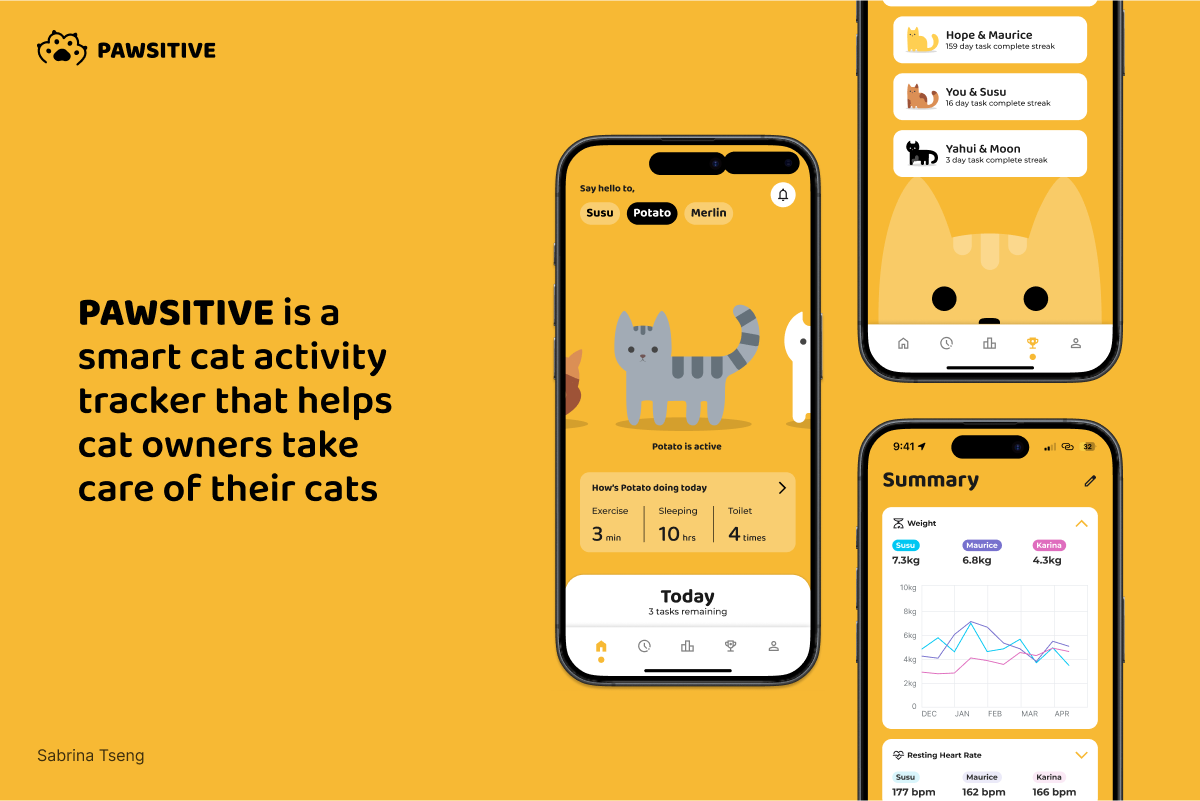 PAWSITIVE
PAWSITIVE is a
smart cat activity
tracker that helps
cat owners take
care of their cats
Sabrina Tseng
Say hello to,
Susu Potato Merlin
Potato is active
How's Potato doing today
Exercise Sleeping Toilet
3 min 10 hrs 4 times
Today
3 tasks remaining
Hope & Maurice
159 day task complete streak
You & Susu
16 day task complete streak
Yahui & Moon
3 day task complete streak
9:41 32
Summary
Weight
Susu Maurice Karina
7.3kg 6.8kg 4.3kg
10kg
8kg
6kg
4kg
2kg
0
DEC JAN FEB MAR APR
Resting Heart Rate
Susu Maurice Karina
177 bpm 162 bpm 166 bpm